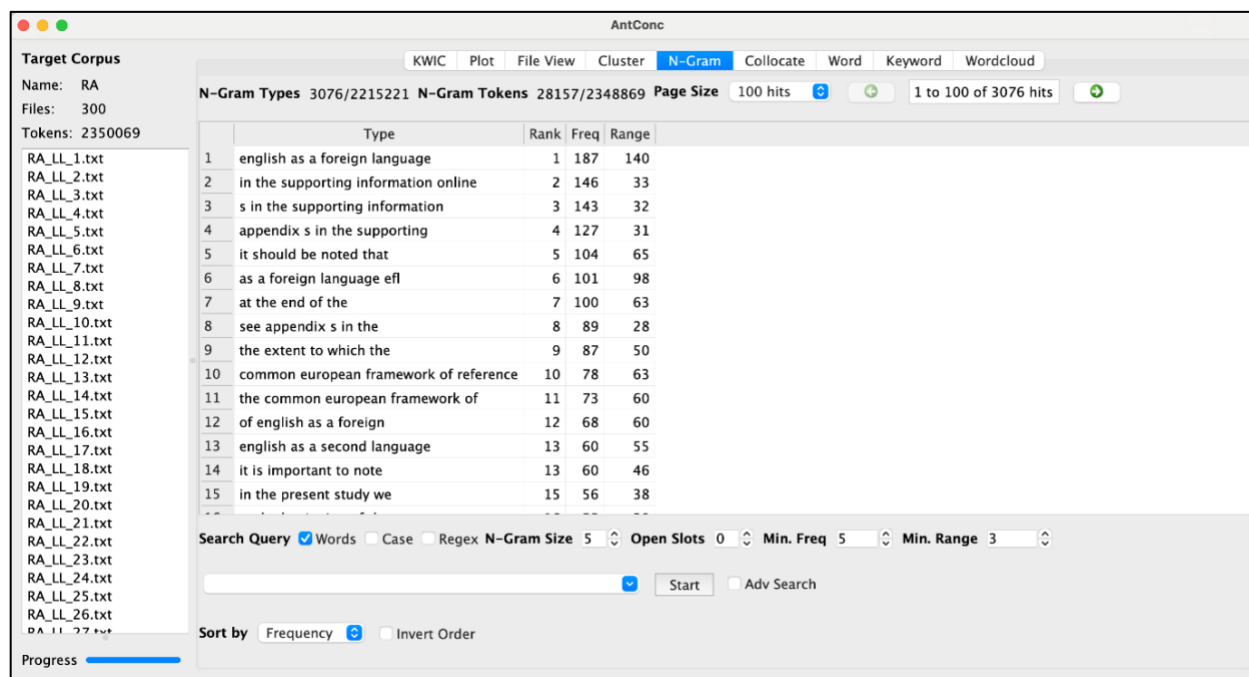 AntConc
Target Corpus
Name: RA
Files: 300
Tokens: 2350069
RA_LL_1.txt
RA_LL_2.txt
RA_LL_3.txt
RA_LL_4.txt
RA_LL_5.txt
RA_LL_6.txt
RA_LL_7.txt
RA_LL_8.txt
RA_LL_9.txt
RA_LL_10.txt
RA_LL_11.txt
RA_LL_12.txt
RA_LL_13.txt
RA_LL_14.txt
RA_LL_15.txt
RA_LL_16.txt
RA_LL_17.txt
RA_LL_18.txt
RA_LL_19.txt
RA_LL_20.txt
RA_LL_21.txt
RA_LL_22.txt
RA_LL_23.txt
RA_LL_24.txt
RA_LL_25.txt
RA_LL_26.txt
RA_LL_27.txt
Progress
KWIC Plot File View Cluster N-Gram Collocate Word Keyword Wordcloud
N-Gram Types 3076/2215221 N-Gram Tokens 28157/2348869 Page Size 100 hits 1 to 100 of 3076 hits
Type Rank Freq Range
1 english as a foreign language 1 187 140
2 in the supporting information online 2 146 33
3 s in the supporting information 3 143 32
4 appendix s in the supporting 4 127 31
5 it should be noted that 5 104 65
6 as a foreign language efl 6 101 98
7 at the end of the 7 100 63
8 see appendix s in the 8 89 28
9 the extent to which the 9 87 50
10 common european framework of reference 10 78 63
11 the common european framework of 11 73 60
12 of english as a foreign 12 68 60
13 english as a second language 13 60 55
14 it is important to note 13 60 46
15 in the present study we 15 56 38
Search Query Words Case Regex N-Gram Size 5 Open Slots 0 Min. Freq 5 Min. Range 3
Start Adv Search
Sort by Frequency Invert Order